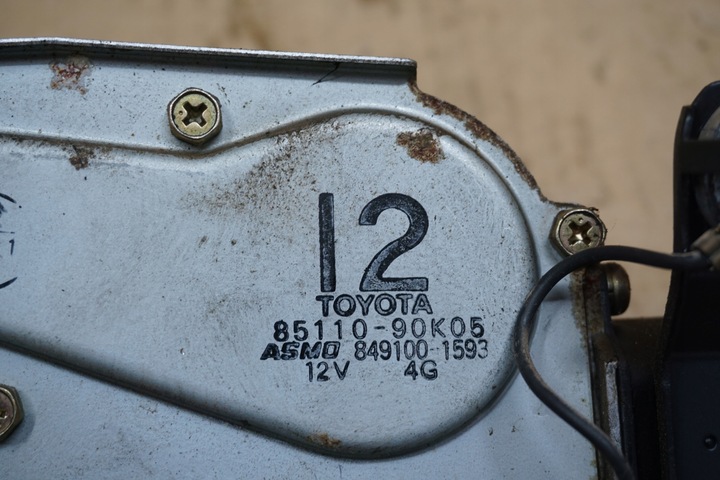 12
TOYOTA
85110-90K05
ASMO 849100-1593
12V 4G